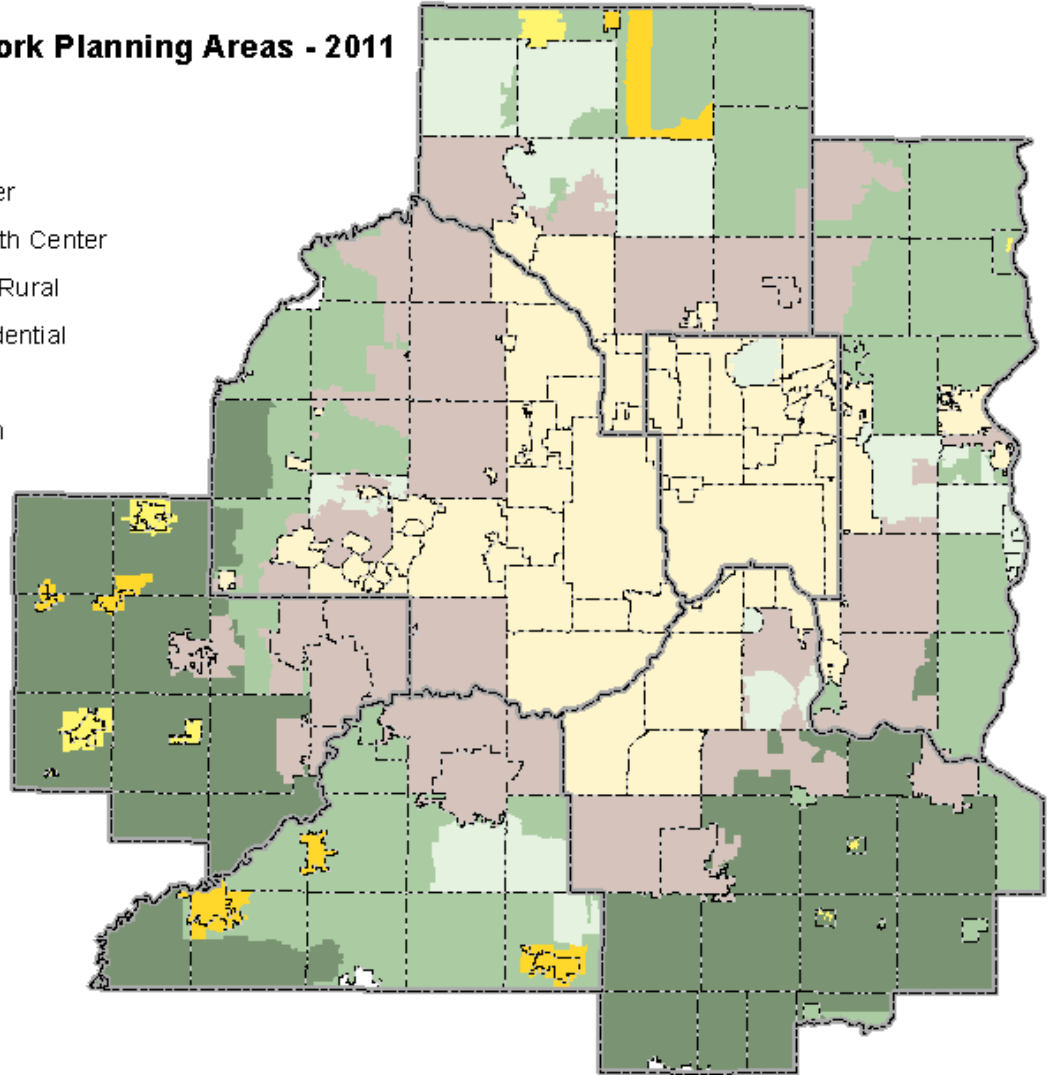 ork Planning Areas - 2011
er
th Center
Rural
dential
n